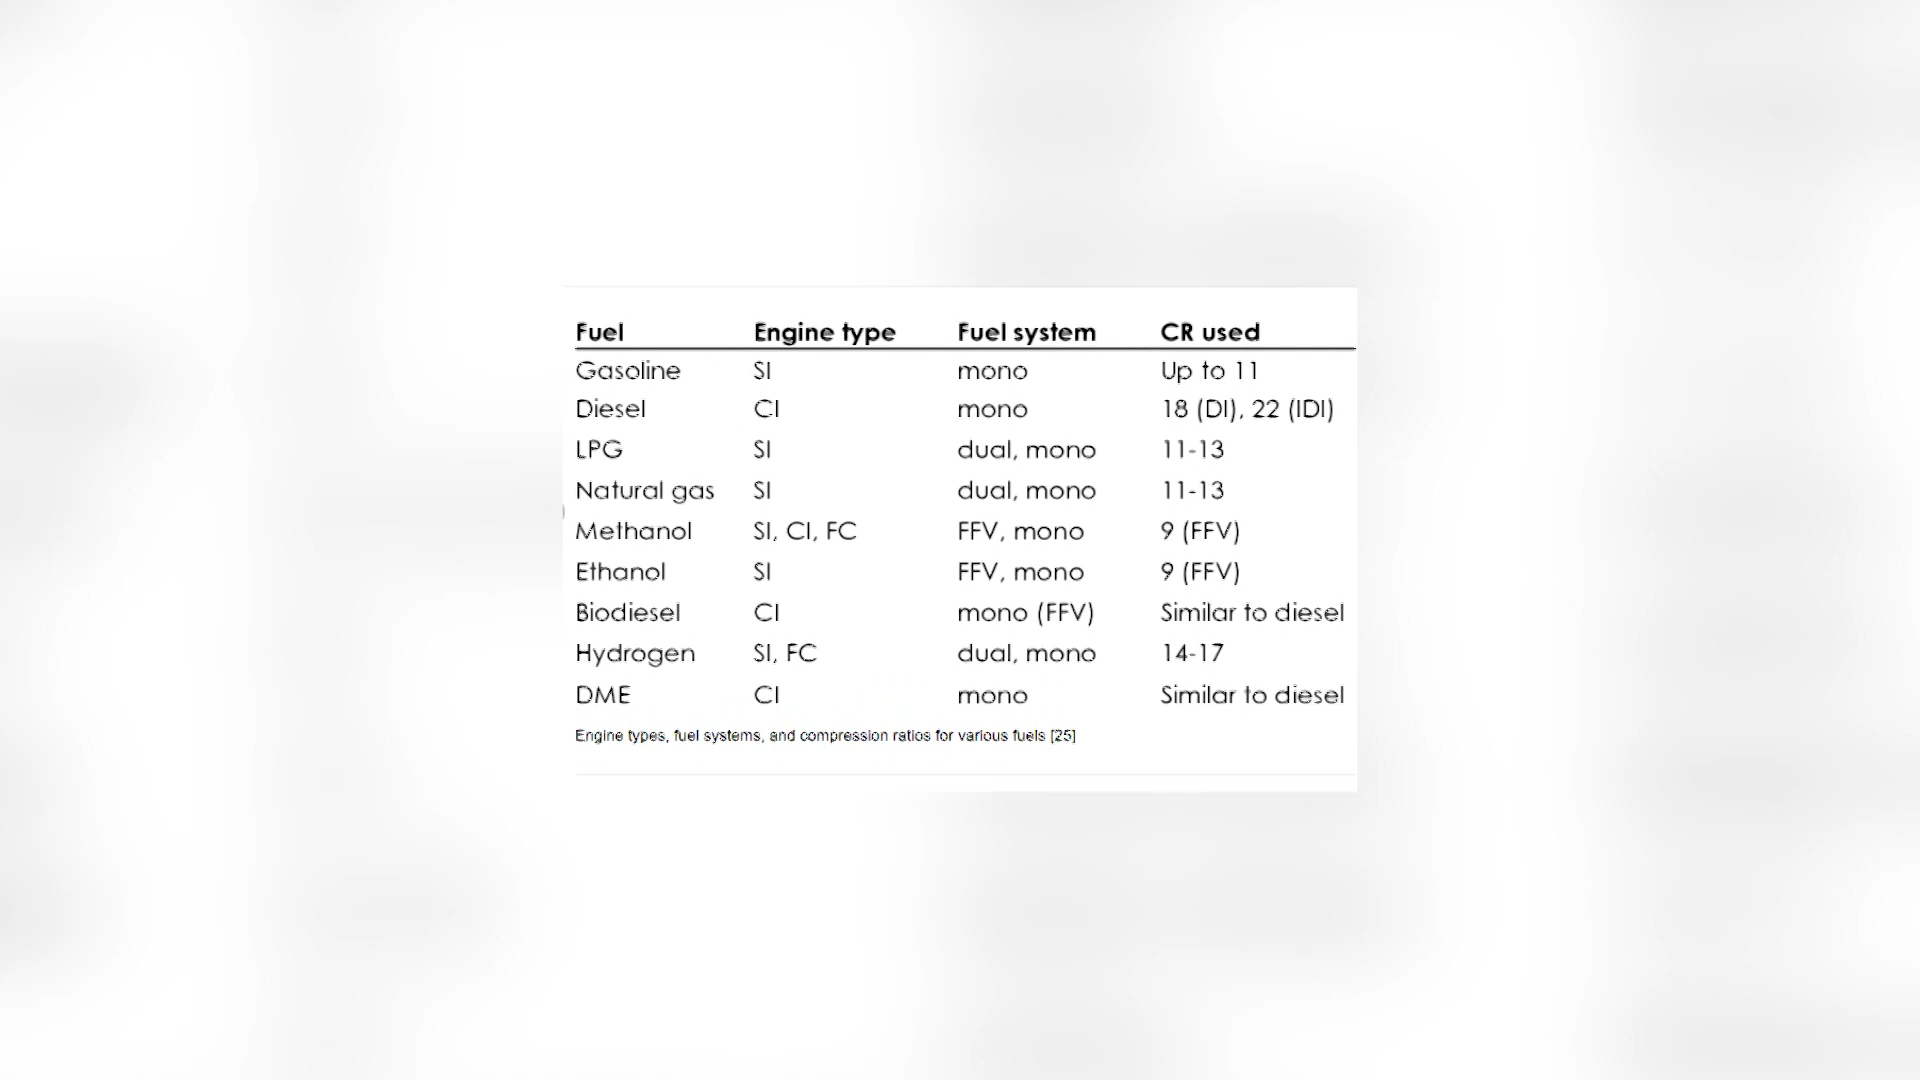 Fuel Engine type Fuel system CR used
Gasoline SI mono Up to 11
Diesel CI mono 18 (DI), 22 (IDI)
LPG SI dual, mono 11-13
Natural gas SI dual, mono 11-13
Methanol SI, CI, FC FFV, mono 9 (FFV)
Ethanol SI FFV, mono 9 (FFV)
Biodiesel CI mono (FFV) Similar to diesel
Hydrogen SI, FC dual, mono 14-17
DME CI mono Similar to diesel
Engine types, fuel systems, and compression ratios for various fuels [25]